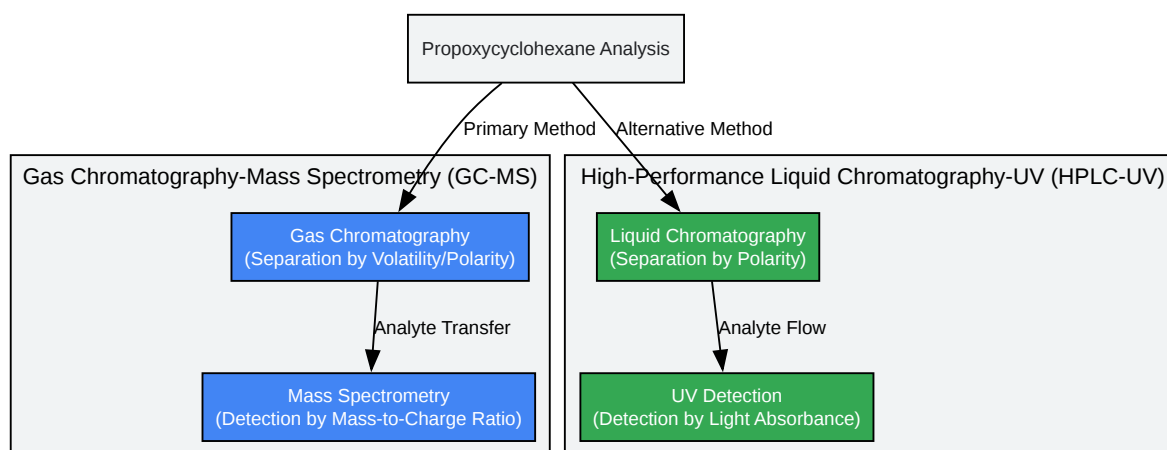 Propoxycyclohexane Analysis
Primary Method
Alternative Method
Gas Chromatography-Mass Spectrometry (GC-MS)
High-Performance Liquid Chromatography-UV (HPLC-UV)
Gas Chromatography
(Separation by Volatility/Polarity)
Liquid Chromatography
(Separation by Polarity)
Analyte Transfer
Analyte Flow
Mass Spectrometry
(Detection by Mass-to-Charge Ratio)
UV Detection
(Detection by Light Absorbance)